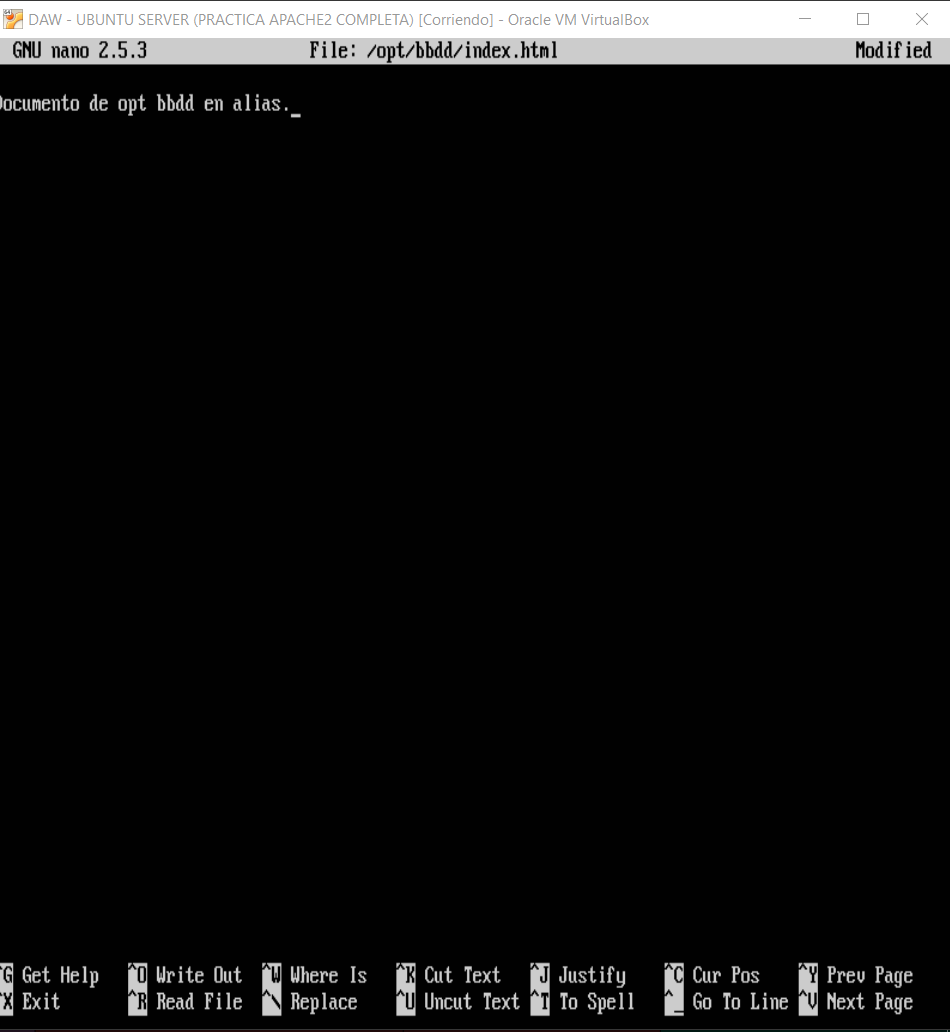 DAW - UBUNTU SERVER (PRACTICA APACHE2 COMPLETA) [Corriendo] - Oracle VM VirtualBox
GNU nano 2.5.3 File: /opt/bbdd/index.html Modified
Documento de opt bbdd en alias._
^G Get Help ^O Write Out ^W Where Is ^K Cut Text ^J Justify ^C Cur Pos ^Y Prev Page
^X Exit ^R Read File ^\ Replace ^U Uncut Text ^T To Spell ^_ Go To Line ^V Next Page